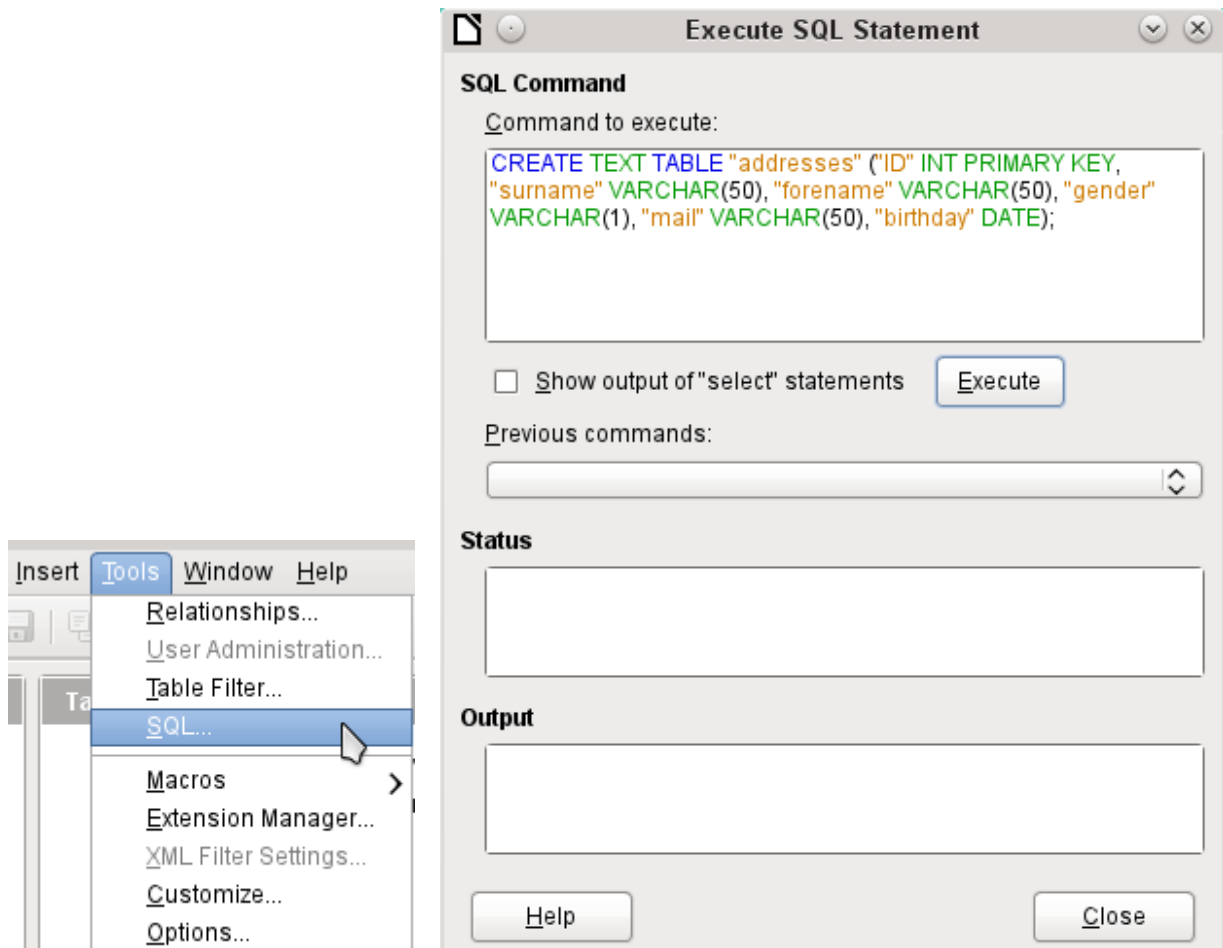 Execute SQL Statement
SQL Command
Command to execute:
CREATE TEXT TABLE "addresses" ("ID" INT PRIMARY KEY,
"surname" VARCHAR(50), "forename" VARCHAR(50), "gender"
VARCHAR(1), "mail" VARCHAR(50), "birthday" DATE);
Show output of "select" statements
Execute
Previous commands:
Status
Output
Help
Close
Insert Tools Window Help
Relationships...
User Administration...
Table Filter...
SQL...
Macros
Extension Manager...
XML Filter Settings...
Customize...
Options...